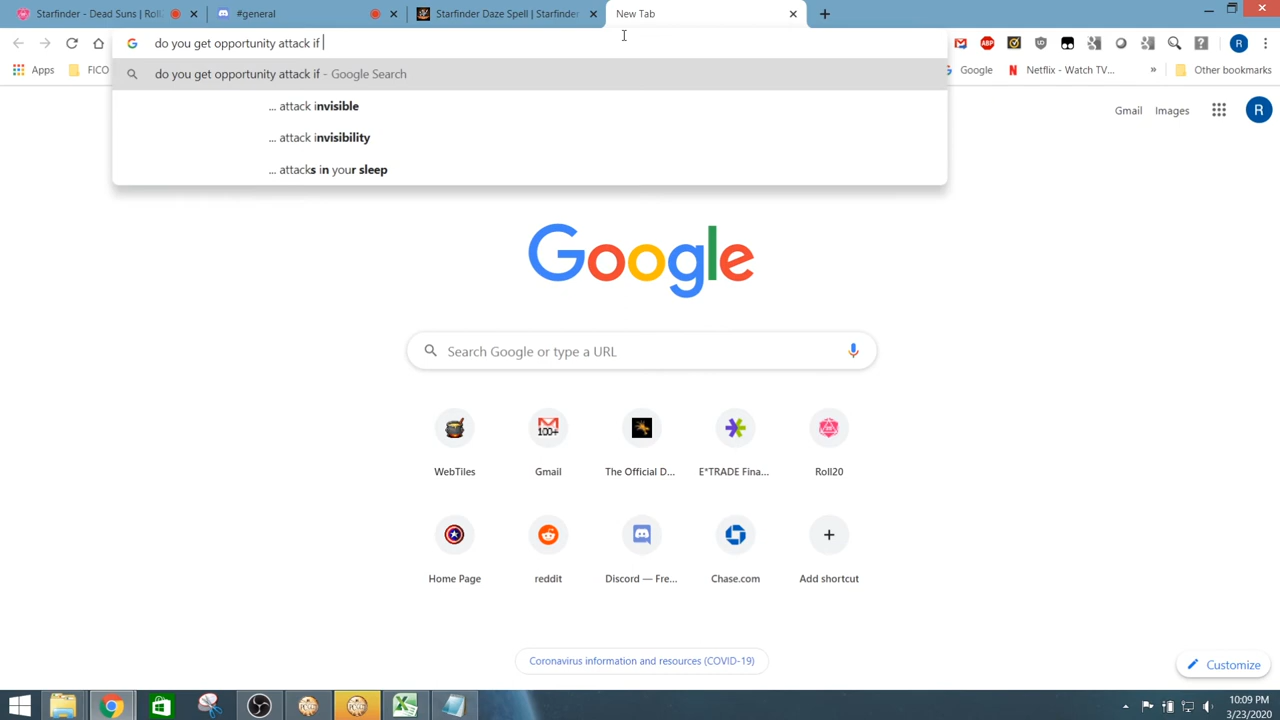 Starfinder - Dead Suns | Roll
#general
Starfinder Daze Spell | Starfinder
New Tab
do you get opportunity attack if
Apps
FICO
Google
Netflix - Watch TV...
»
Other bookmarks
do you get opportunity attack if - Google Search
... attack invisible
... attack invisibility
... attacks in your sleep
Gmail
Images
R
Google
Search Google or type a URL
WebTiles
Gmail
The Official D...
E*TRADE Fina...
Roll20
Home Page
reddit
Discord — Fre...
Chase.com
Add shortcut
Coronavirus information and resources (COVID-19)
Customize
10:09 PM
3/23/2020